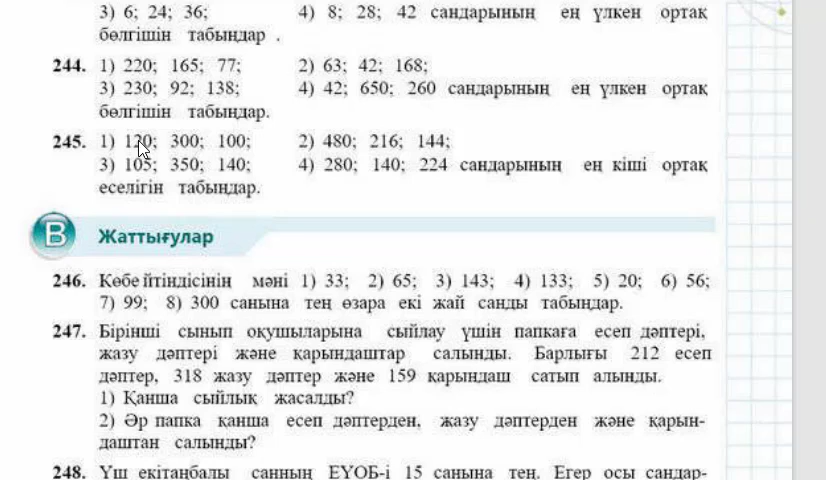 3) 6; 24; 36; 4) 8; 28; 42 сандарының ең үлкен ортақ
бөлгішін табыңдар .
244. 1) 220; 165; 77; 2) 63; 42; 168;
3) 230; 92; 138; 4) 42; 650; 260 сандарының ең үлкен ортақ
бөлгішін табыңдар.
245. 1) 120; 300; 100; 2) 480; 216; 144;
3) 105; 350; 140; 4) 280; 140; 224 сандарының ең кіші ортақ
еселігін табыңдар.
В Жаттығулар
246. Көбейтіндісінің мәні 1) 33; 2) 65; 3) 143; 4) 133; 5) 20; 6) 56;
7) 99; 8) 300 санына тең өзара екі жай санды табыңдар.
247. Бірінші сынып оқушыларына сыйлау үшін папкаға есеп дәптері,
жазу дәптері және қарындаштар салынды. Барлығы 212 есеп
дәптер, 318 жазу дәптер және 159 қарындаш сатып алынды.
1) Қанша сыйлық жасалды?
2) Әр папка қанша есеп дәптерден, жазу дәптерден және қарын-
даштан салынды?
248. Үш екітаңбалы санның ЕҮОБ-і 15 санына тең. Егер осы сандар-